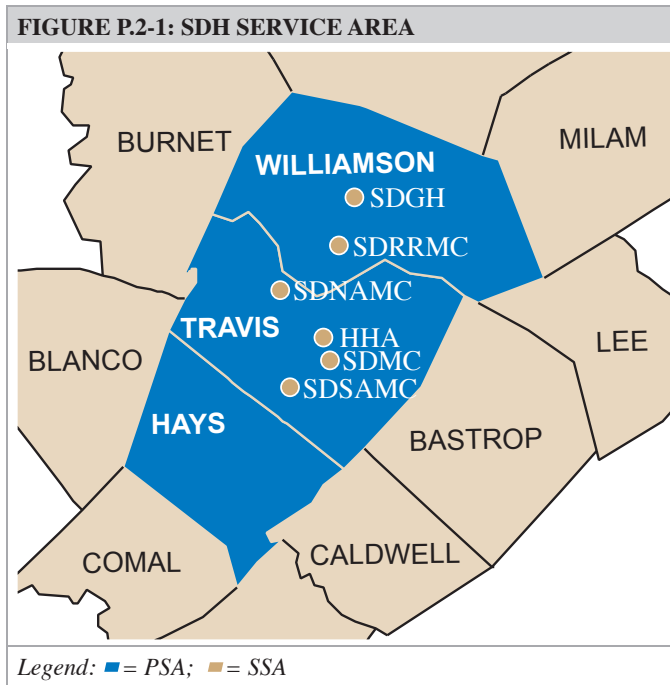 FIGURE P.2-1: SDH SERVICE AREA
BURNET
MILAM
WILLIAMSON
SDGH
SDRRMC
SDNAMC
TRAVIS
HHA
LEE
BLANCO
SDMC
SDSAMC
HAYS
BASTROP
CALDWELL
COMAL
Legend: = PSA; = SSA